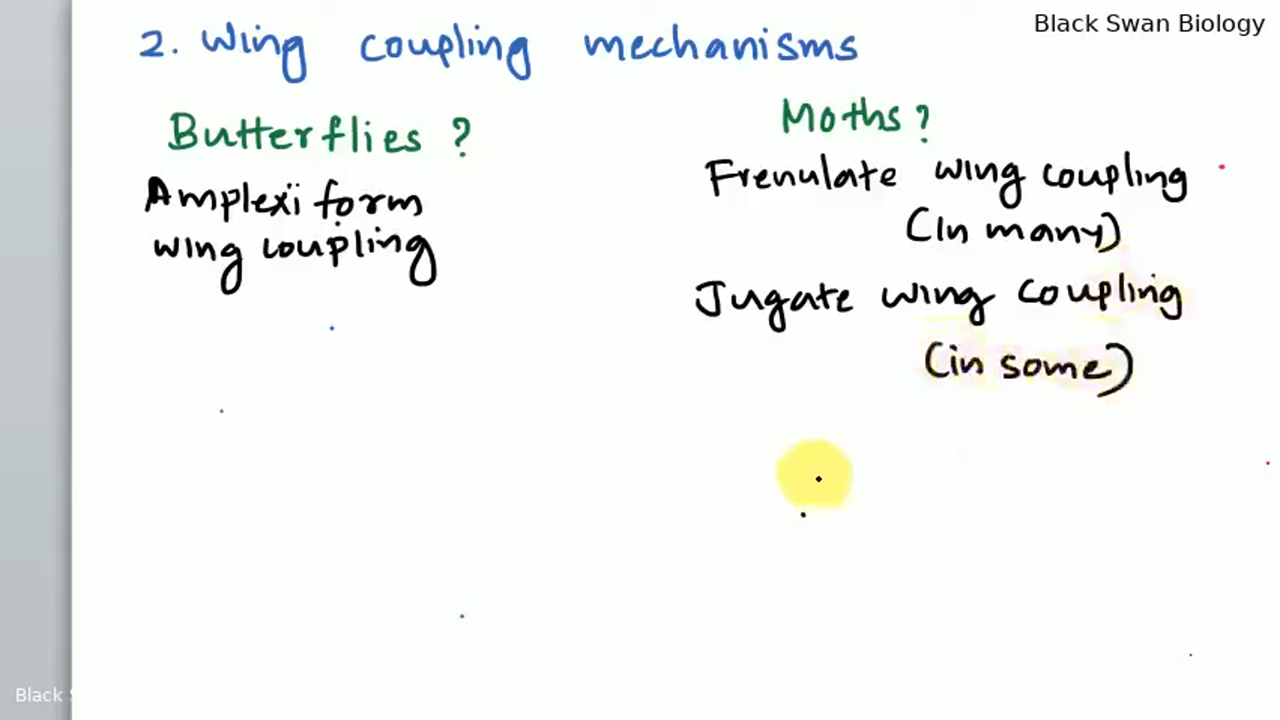 Black Swan Biology
2. Wing coupling mechanisms
Butterflies ?
Amplexi form
wing coupling
Moths ?
Frenulate wing coupling
(In many)
Jugate wing coupling
(in some)
Black